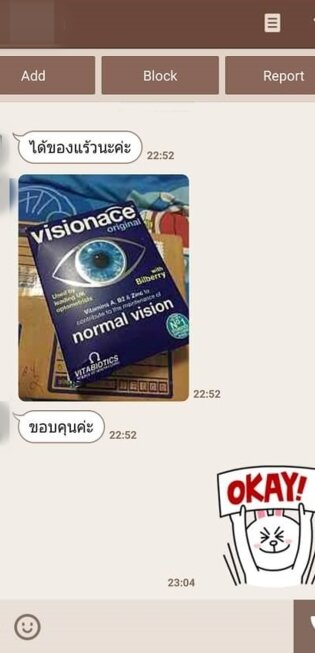 Add
Block
Report
ได้ของแร้วนะค่ะ
22:52
visionace
original
Used by
leading UK
optometrists
with
Bilberry
Vitamins A, B2 & Zinc to
contribute to the maintenance of
normal vision
VITABIOTICS
22:52
ขอบคุนค่ะ
22:52
OKAY!
23:04